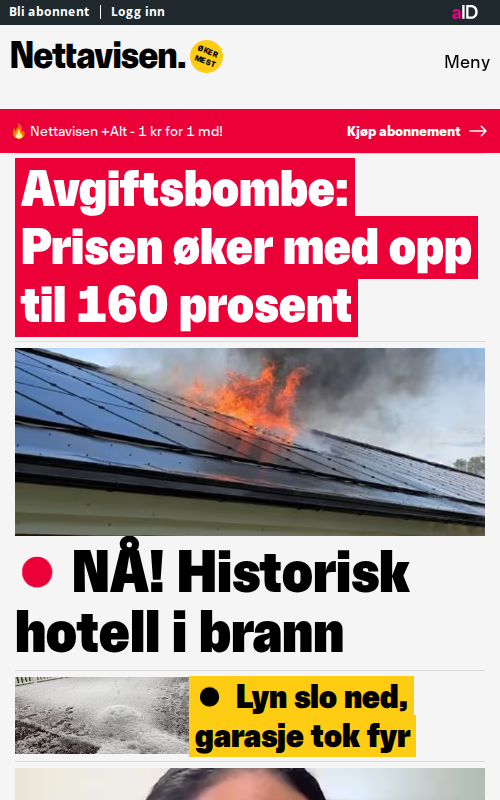 Bli abonnent | Logg inn
aID
Nettavisen.
ØKER
MEST
Meny
🔥 Nettavisen +Alt - 1 kr for 1 md!
Kjøp abonnement →
Avgiftsbombe:
Prisen øker med opp
til 160 prosent
NÅ! Historisk
hotell i brann
Lyn slo ned,
garasje tok fyr